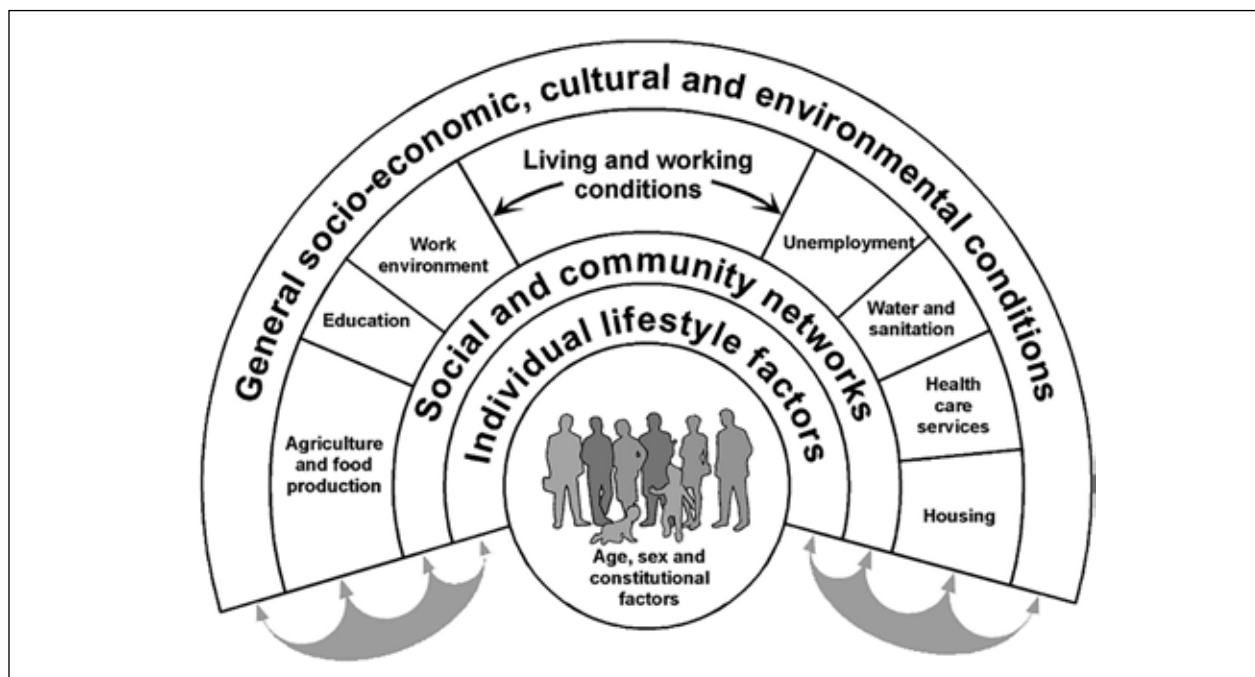 General socio-economic, cultural and environmental conditions
Living and working
conditions
Work
environment
Education
Agriculture
and food
production
Unemployment
Water and
sanitation
Health
care
services
Housing
Social and community networks
Individual lifestyle factors
Age, sex and
constitutional
factors